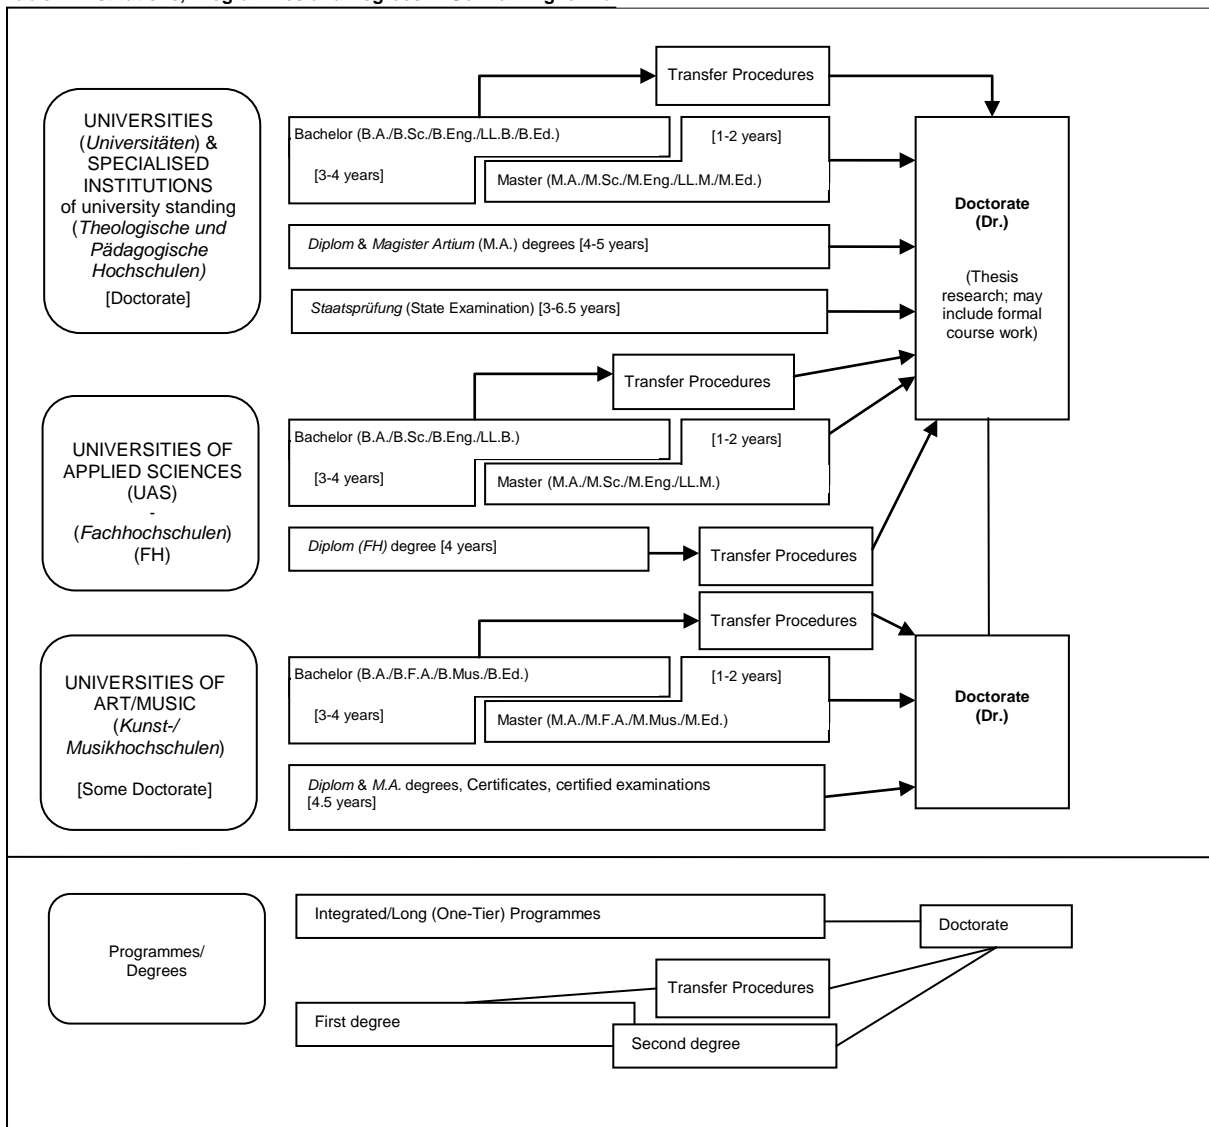 Transfer Procedures
UNIVERSITIES
(Universitäten) &
SPECIALISED
INSTITUTIONS
of university standing
(Theologische und
Pädagogische
Hochschulen)
[Doctorate]
Bachelor (B.A./B.Sc./B.Eng./LL.B./B.Ed.)
[3-4 years]
[1-2 years]
Master (M.A./M.Sc./M.Eng./LL.M./M.Ed.)
Diplom & Magister Artium (M.A.) degrees [4-5 years]
Staatsprüfung (State Examination) [3-6.5 years]
Doctorate
(Dr.)
(Thesis
research; may
include formal
course work)
Transfer Procedures
UNIVERSITIES OF
APPLIED SCIENCES
(UAS)
-
(Fachhochschulen)
(FH)
Bachelor (B.A./B.Sc./B.Eng./LL.B.)
[3-4 years]
[1-2 years]
Master (M.A./M.Sc./M.Eng./LL.M.)
Diplom (FH) degree [4 years]
Transfer Procedures
Transfer Procedures
UNIVERSITIES OF
ART/MUSIC
(Kunst-/
Musikhochschulen)
[Some Doctorate]
Bachelor (B.A./B.F.A./B.Mus./B.Ed.)
[3-4 years]
[1-2 years]
Master (M.A./M.F.A./M.Mus./M.Ed.)
Diplom & M.A. degrees, Certificates, certified examinations
[4.5 years]
Doctorate
(Dr.)
Programmes/
Degrees
Integrated/Long (One-Tier) Programmes
Doctorate
Transfer Procedures
First degree
Second degree